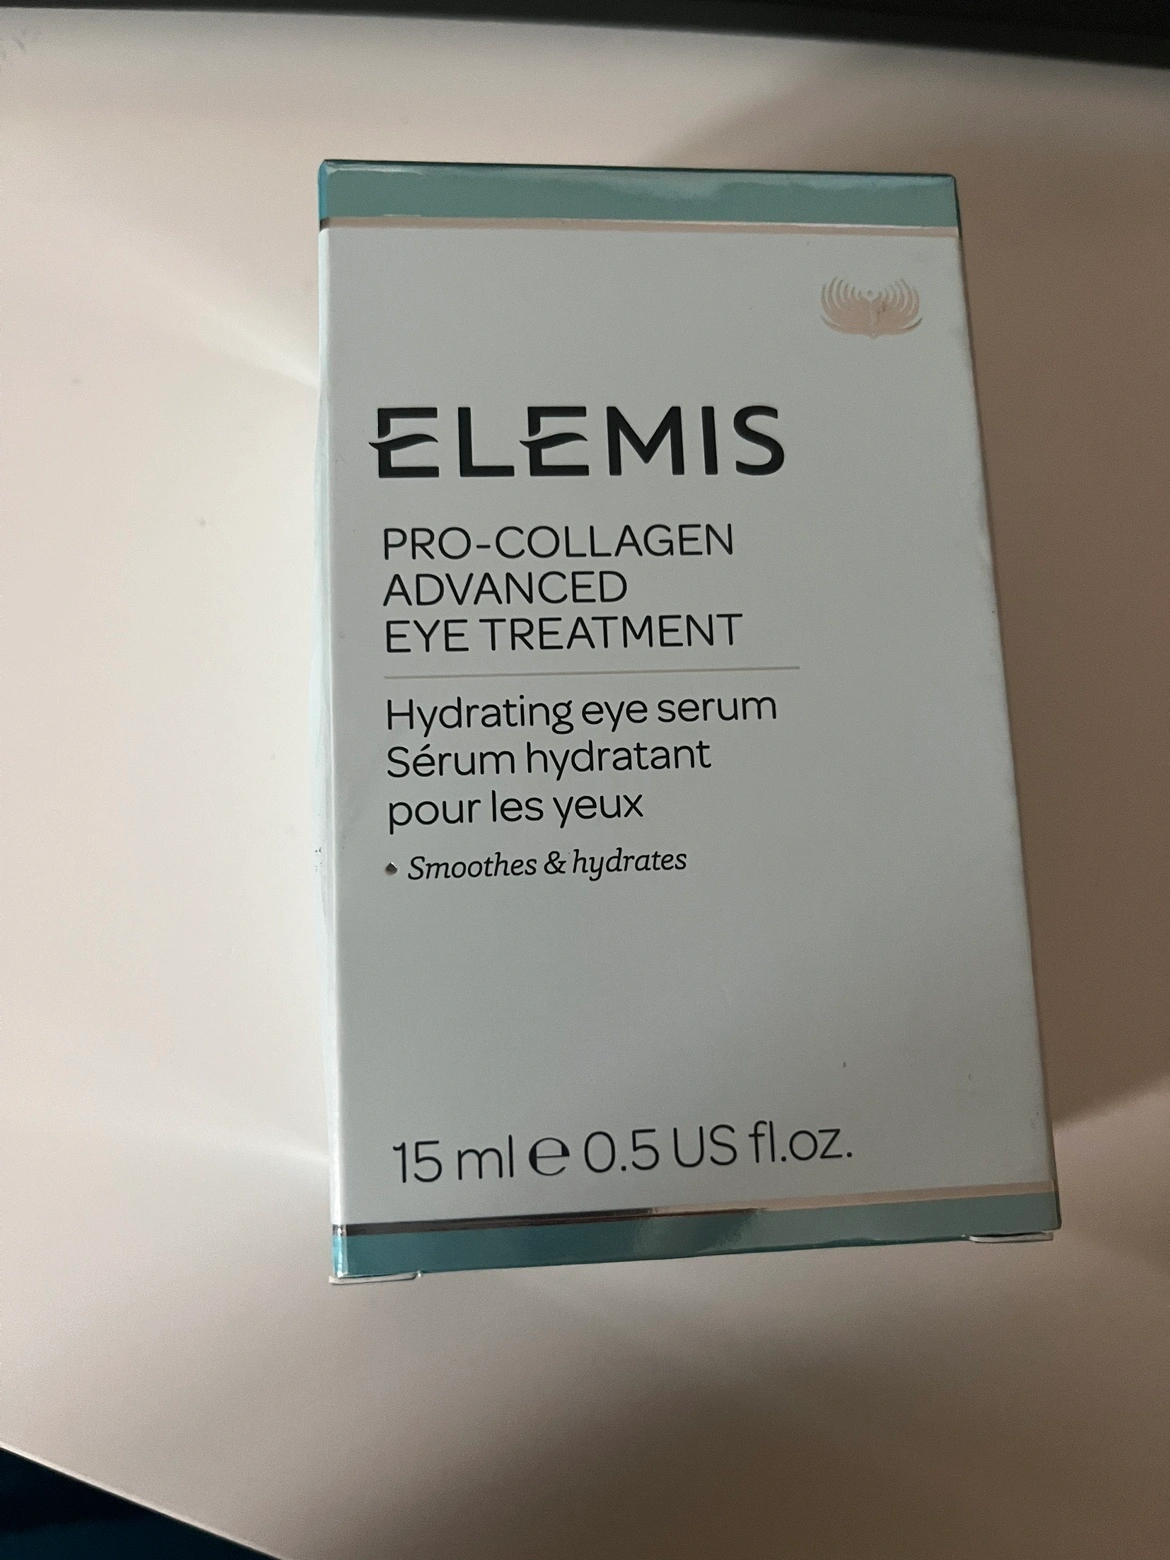 ELEMIS
PRO-COLLAGEN
ADVANCED
EYE TREATMENT
Hydrating eye serum
Sérum hydratant
pour les yeux
Smoothes & hydrates
15 ml e 0.5 US fl.oz.